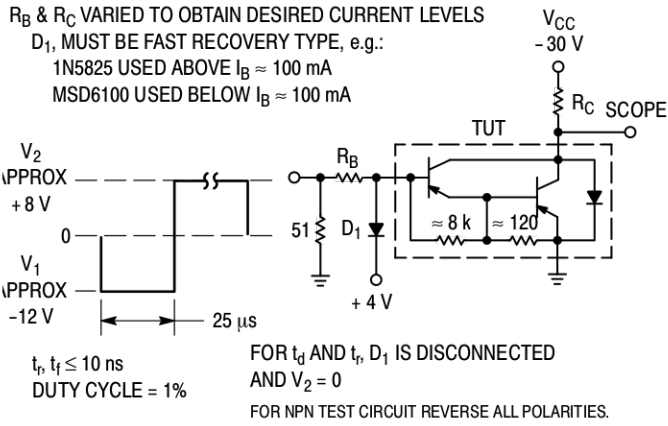 R_B & R_C VARIED TO OBTAIN DESIRED CURRENT LEVELS
D_1, MUST BE FAST RECOVERY TYPE, e.g.:
1N5825 USED ABOVE I_B ≈ 100 mA
MSD6100 USED BELOW I_B ≈ 100 mA
V_CC
- 30 V
R_C SCOPE
TUT
R_B
V_2
APPROX
+ 8 V
0
V_1
APPROX
-12 V
51
D_1
≈ 8 k
≈ 120
+ 4 V
25 μs
t_r, t_f ≤ 10 ns
DUTY CYCLE = 1%
FOR t_d AND t_r, D_1 IS DISCONNECTED
AND V_2 = 0
FOR NPN TEST CIRCUIT REVERSE ALL POLARITIES.